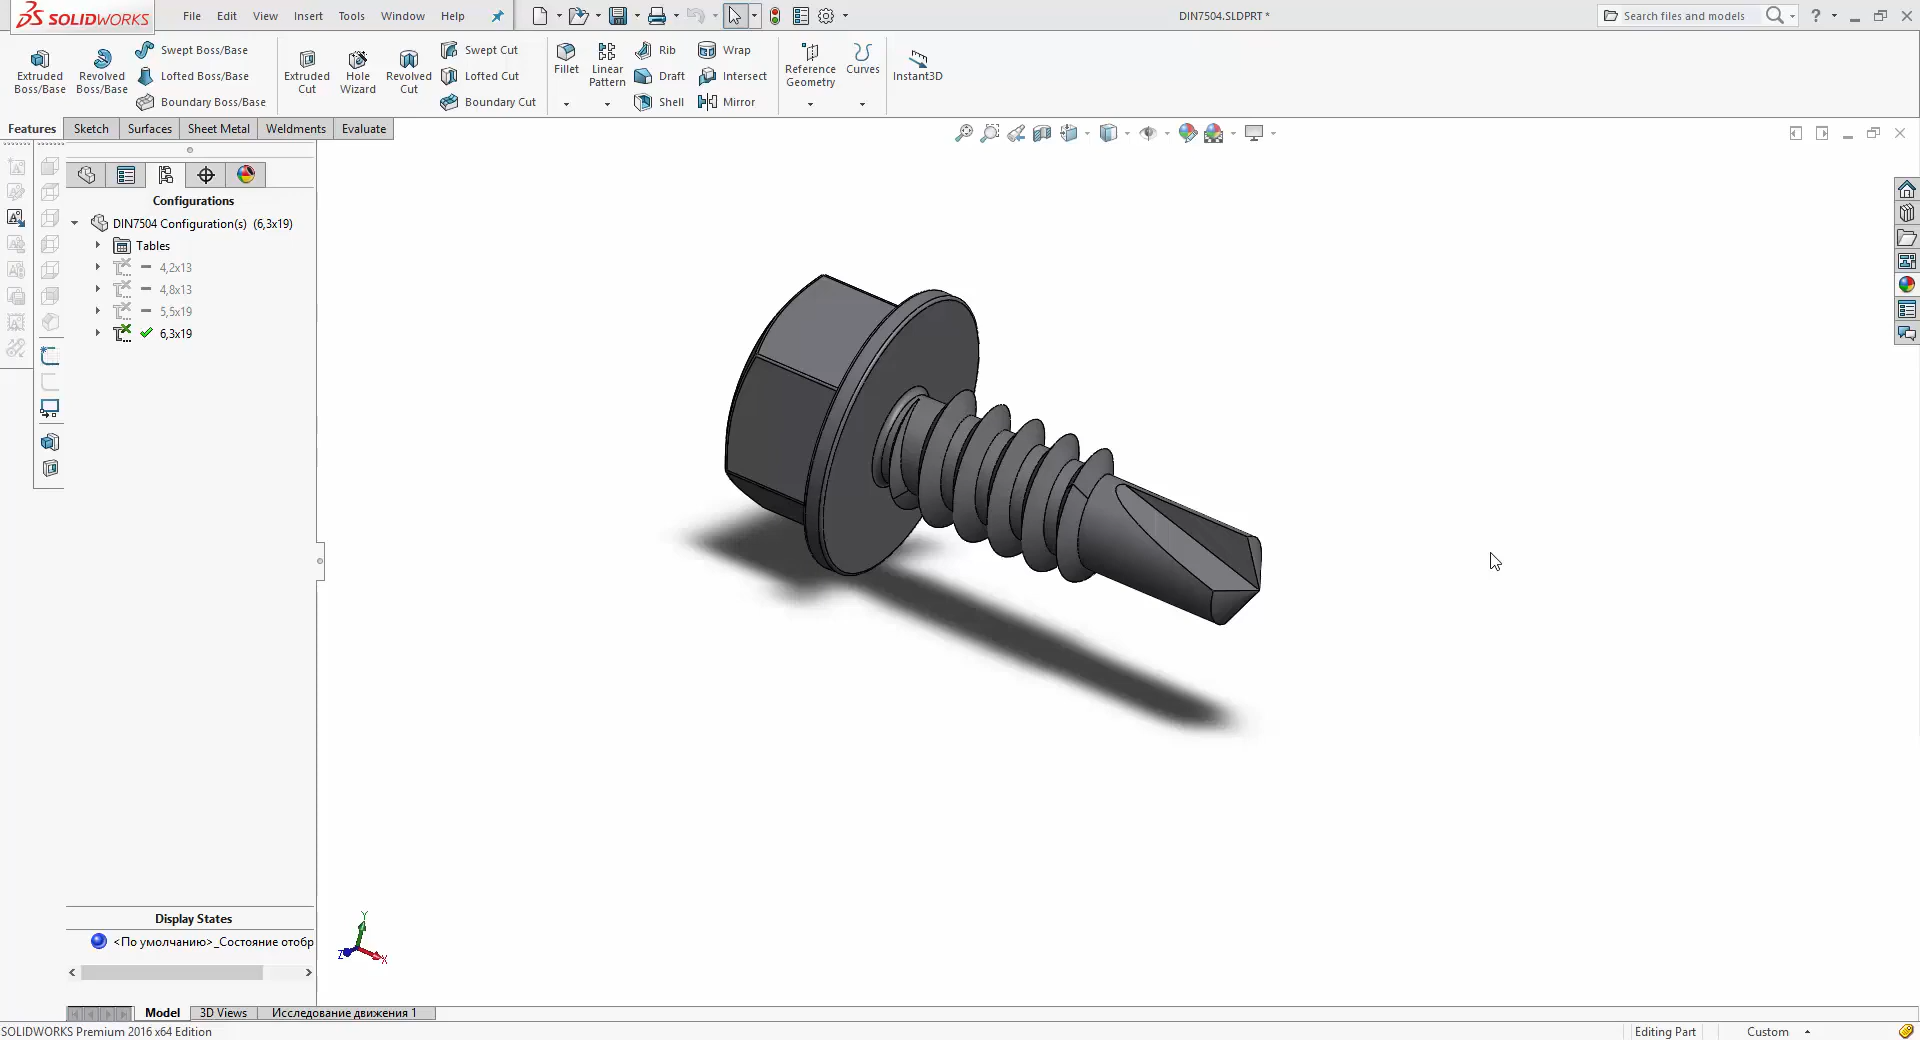 SOLIDWORKS File Edit View Insert Tools Window Help DIN7504.SLDPRT * Search files and models ?
Extruded Boss/Base
Revolved Boss/Base
Swept Boss/Base
Lofted Boss/Base
Boundary Boss/Base
Extruded Cut
Hole Wizard
Revolved Cut
Swept Cut
Lofted Cut
Boundary Cut
Fillet
Linear Pattern
Rib
Draft
Shell
Wrap
Intersect
Mirror
Reference Geometry
Curves
Instant3D
Features Sketch Surfaces Sheet Metal Weldments Evaluate
Configurations
DIN7504 Configuration(s) (6,3x19)
Tables
4,2x13
4,8x13
5,5x19
6,3x19
Display States
<По умолчанию>_Состояние отобр
Y
Z
X
Model 3D Views Исследование движения 1
SOLIDWORKS Premium 2016 x64 Edition Editing Part Custom